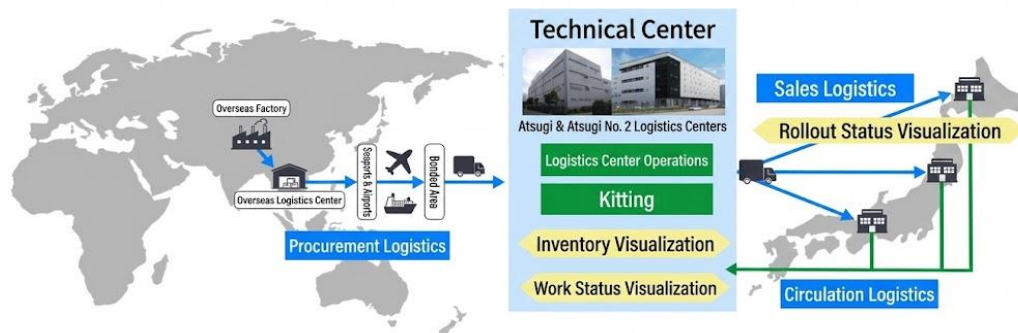 Overseas Factory
Overseas Logistics Center
Seaports & Airports
Bonded Area
Procurement Logistics
Technical Center
Atsugi & Atsugi No. 2 Logistics Centers
Logistics Center Operations
Kitting
Inventory Visualization
Work Status Visualization
Sales Logistics
Rollout Status Visualization
Circulation Logistics